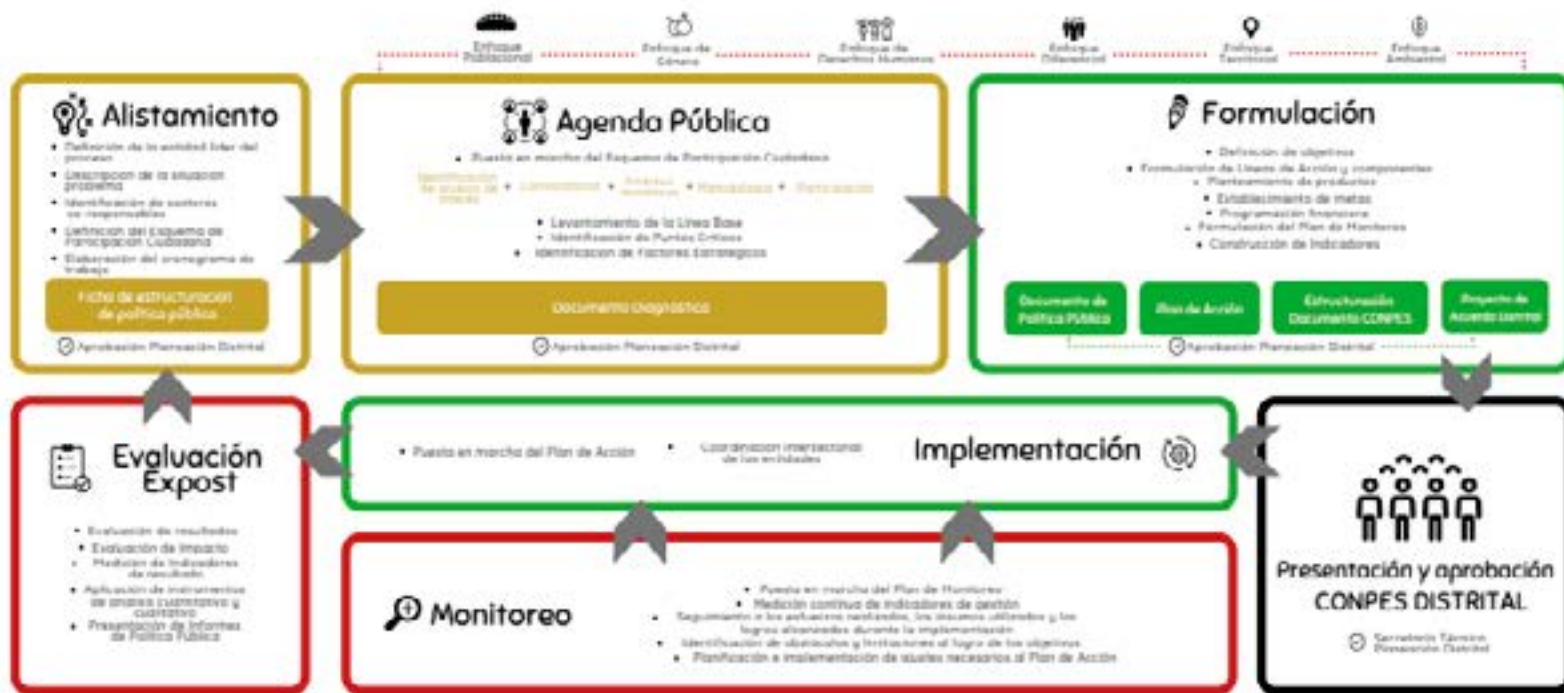 Enfoque
Poblacional
Enfoque de
Género
Enfoque de
Derechos Humanos
Enfoque
Diferencial
Enfoque
Territorial
Enfoque
Ambiental
Alistamiento
• Definición de la entidad líder del
proceso
• Descripción de la situación
problema
• Identificación de sectores
co-responsables
• Definición del Esquema de
Participación Ciudadana
• Elaboración del cronograma de
trabajo
Ficha de estructuración
de política pública
Aprobación Planeación Distrital
Agenda Pública
• Puesta en marcha del Esquema de Participación Ciudadana
Identificación
de actores de
interés + + + Metodología + Participación
• Levantamiento de la Línea Base
• Identificación de Puntos Críticos
• Identificación de Factores Estratégicos
Documento Diagnóstico
Aprobación Planeación Distrital
Formulación
• Definición de objetivos
• Formulación de Líneas de Acción y componentes
• Planteamiento de productos
• Establecimiento de metas
• Programación financiera
• Formulación del Plan de Monitoreo
• Construcción de Indicadores
Documento de
Política Pública
Plan de Acción
Estructuración
Documento CONPES
Proyecto de
Acuerdo Distrital
Aprobación Planeación Distrital
Evaluación
Expost
• Evaluación de resultados
• Evaluación de Impacto
• Medición de Indicadores
de resultado
• Aplicación de instrumentos
de análisis cuantitativo y
cualitativo
• Presentación de Informes
de Política Pública
• Puesta en marcha del Plan de Acción
• Coordinación intersectorial
de las entidades
Implementación
Monitoreo
• Puesta en marcha del Plan de Monitoreo
• Medición continua de indicadores de gestión
• Seguimiento a los esfuerzos realizados, los insumos utilizados y los
logros alcanzados durante la implementación
• Identificación de obstáculos y limitaciones al logro de los objetivos
• Planificación e implementación de ajustes necesarios al Plan de Acción
Presentación y aprobación
CONPES DISTRITAL
Secretaría Técnica
Planeación Distrital